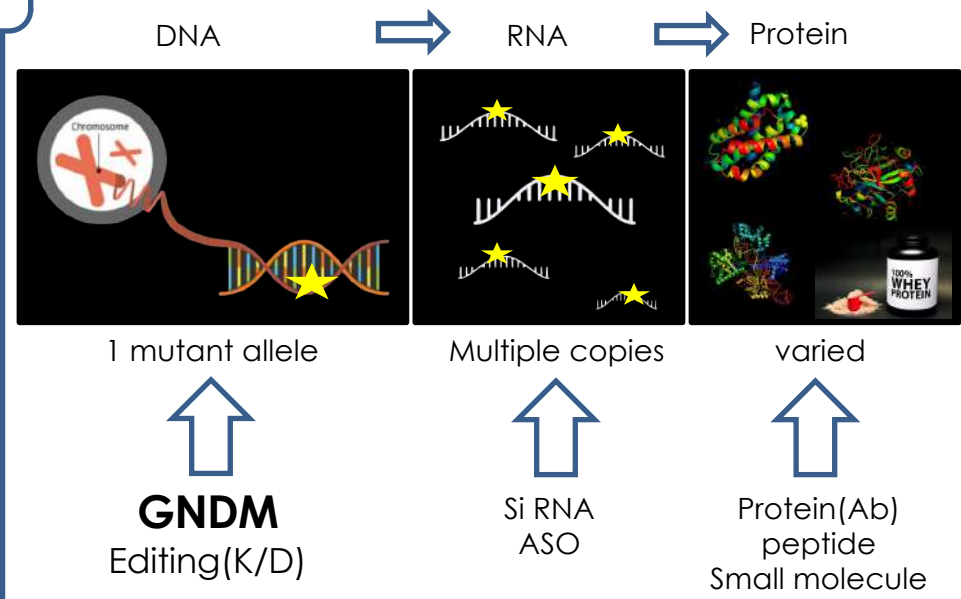 DNA
RNA
Protein
Chromosome
100%
WHEY
PROTEIN
1 mutant allele
Multiple copies
varied
GNDM
Editing(K/D)
Si RNA
ASO
Protein(Ab)
peptide
Small molecule